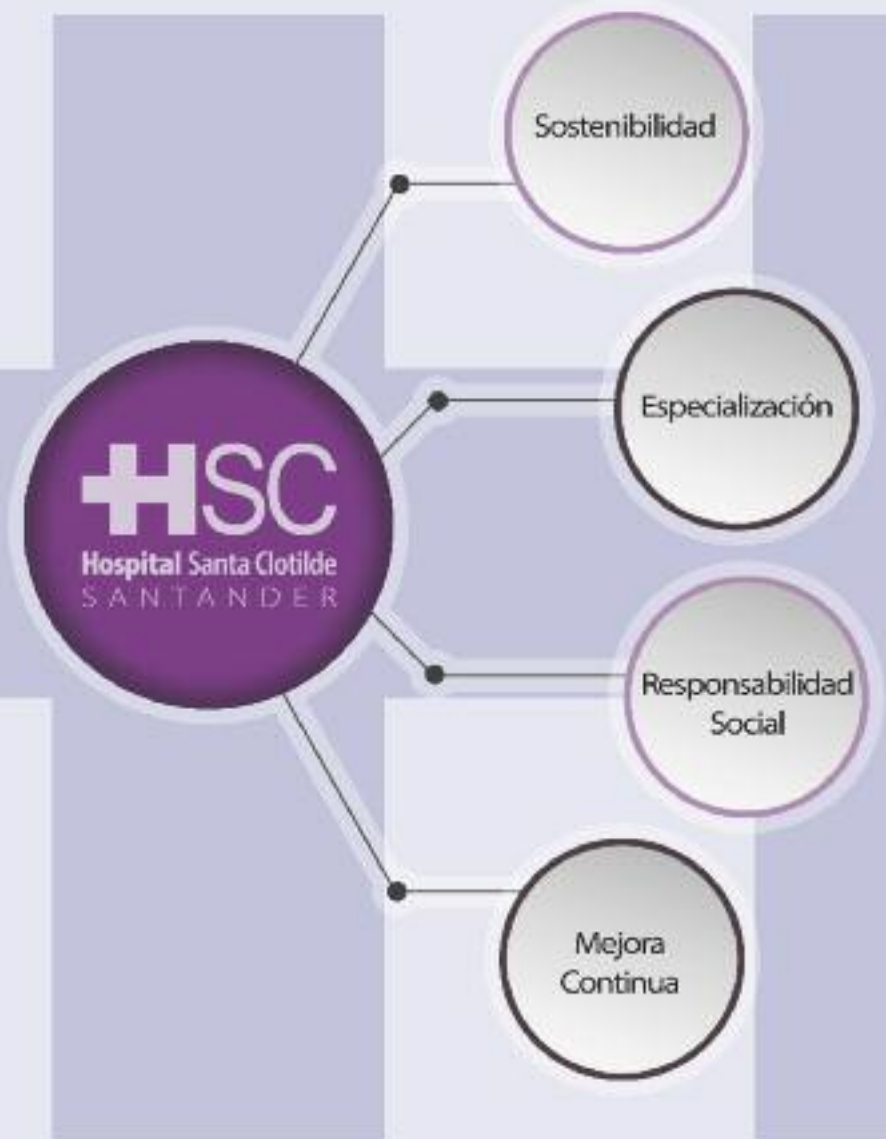 Sostenibilidad
Especialización
HSC
Hospital Santa Clotilde
SANTANDER
Responsabilidad
Social
Mejora
Continua